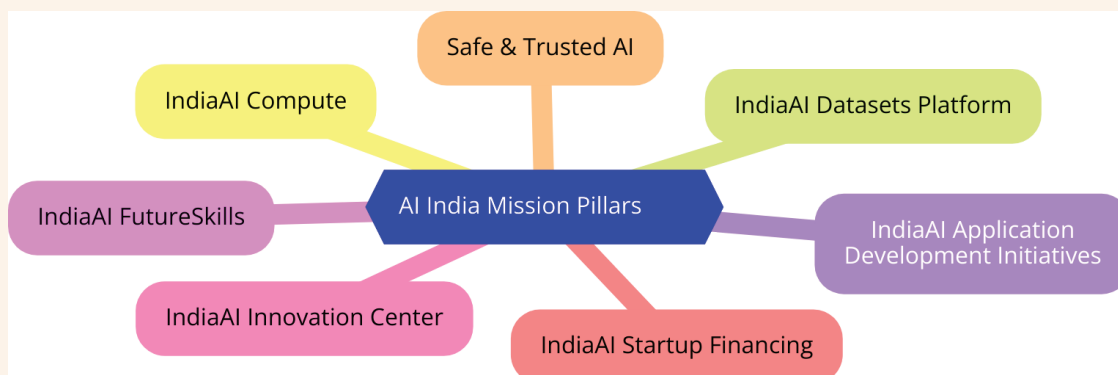 Safe & Trusted AI
IndiaAI Compute
IndiaAI Datasets Platform
AI India Mission Pillars
IndiaAI FutureSkills
IndiaAI Application
Development Initiatives
IndiaAI Innovation Center
IndiaAI Startup Financing